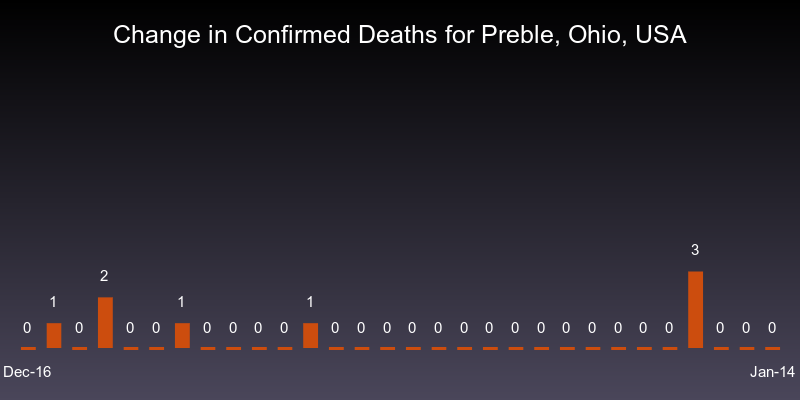 Change in Confirmed Deaths for Preble, Ohio, USA
3
2
1 1 1
0 0 0 0 0 0 0 0 0 0 0 0 0 0 0 0 0 0 0 0 0 0 0 0 0
Dec-16 Jan-14